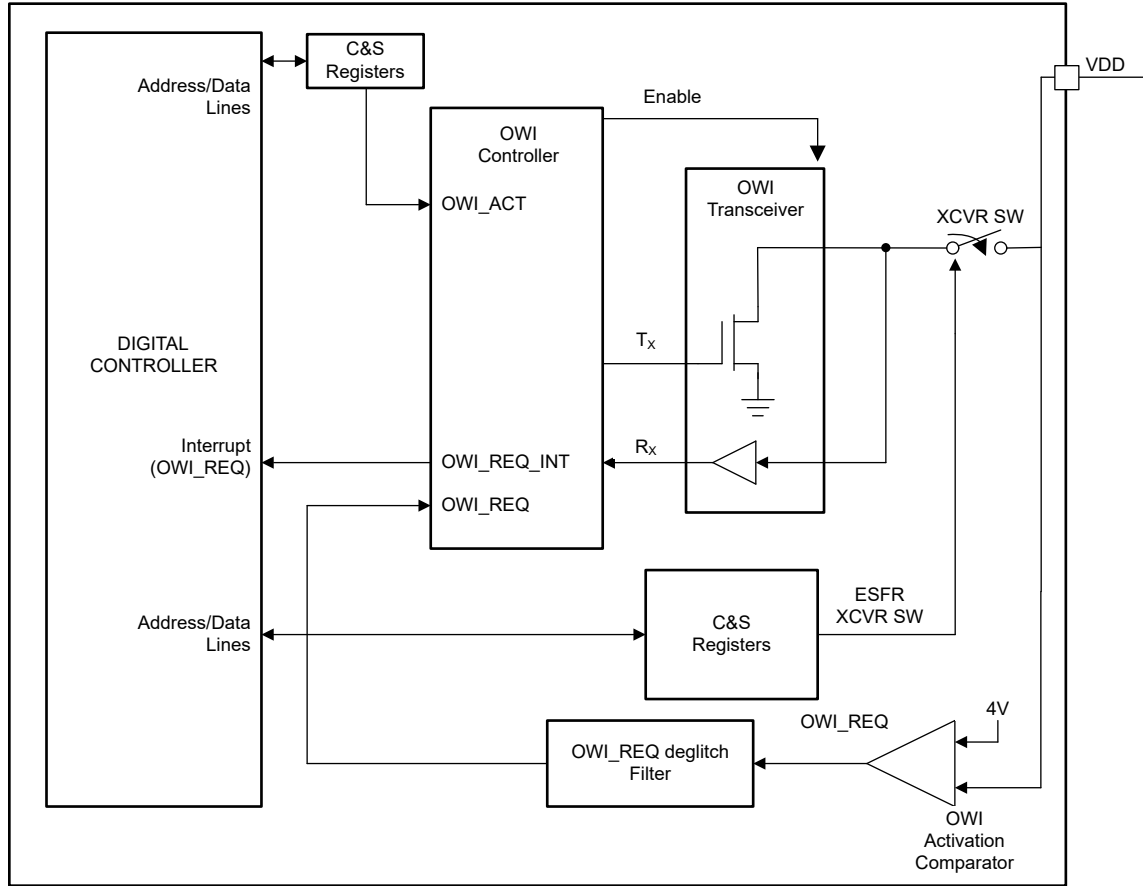 C&S
Registers
VDD
Address/Data
Lines
Enable
OWI
Controller
OWI
Transceiver
OWI_ACT
XCVR SW
DIGITAL
CONTROLLER
TX
Interrupt
(OWI_REQ)
OWI_REQ_INT
RX
OWI_REQ
Address/Data
Lines
C&S
Registers
ESFR
XCVR SW
OWI_REQ
4V
OWI_REQ deglitch
Filter
OWI
Activation
Comparator